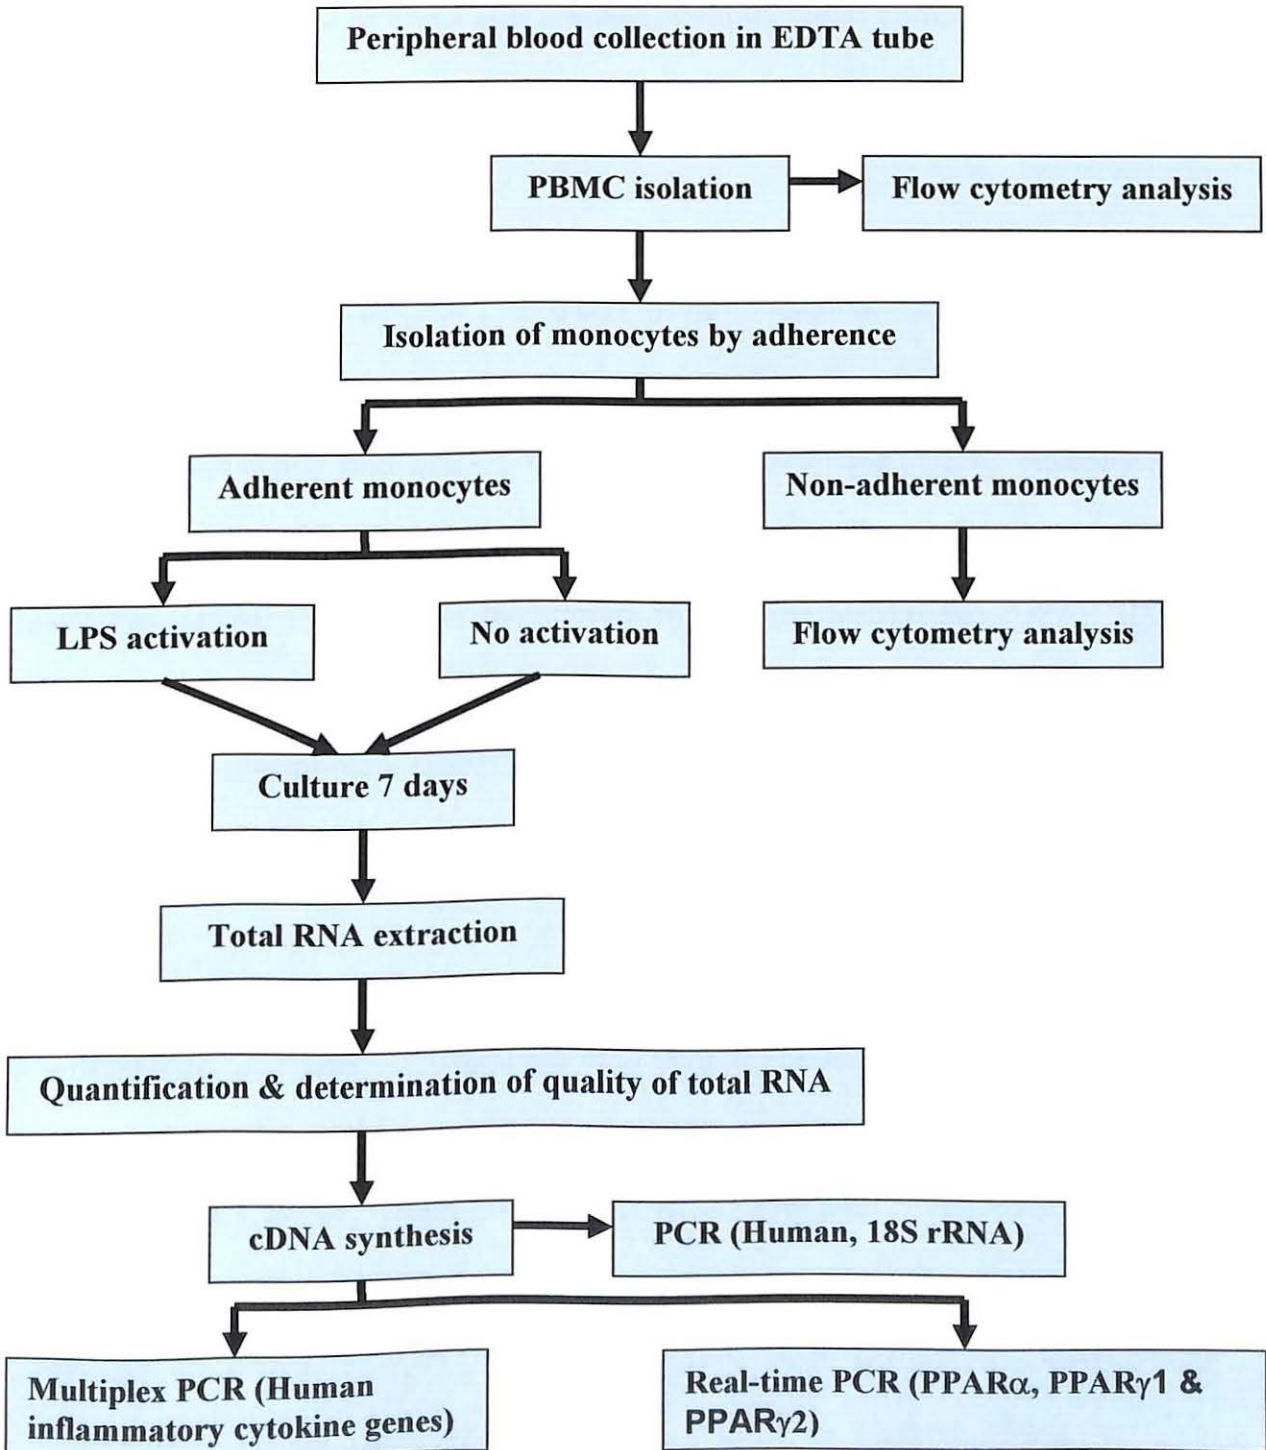 Peripheral blood collection in EDTA tube
PBMC isolation
Flow cytometry analysis
Isolation of monocytes by adherence
Adherent monocytes
Non-adherent monocytes
LPS activation
No activation
Flow cytometry analysis
Culture 7 days
Total RNA extraction
Quantification & determination of quality of total RNA
cDNA synthesis
PCR (Human, 18S rRNA)
Multiplex PCR (Human
inflammatory cytokine genes)
Real-time PCR (PPARα, PPARγ1 &
PPARγ2)